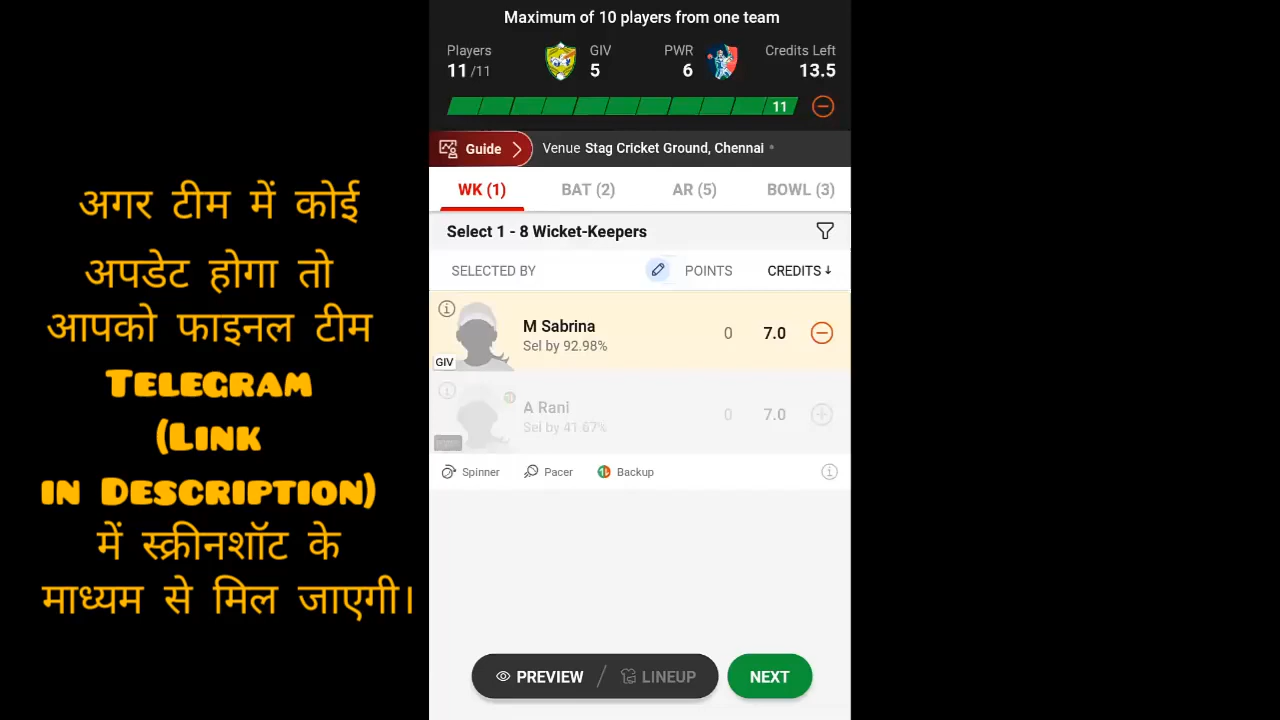 अगर टीम में कोई
अपडेट होगा तो
आपको फाइनल टीम
TELEGRAM
(LINK
IN DESCRIPTION)
में स्क्रीनशॉट के
माध्यम से मिल जाएगी।
Maximum of 10 players from one team
Players GIV PWR Credits Left
11/11 5 6 13.5
11
Guide Venue Stag Cricket Ground, Chennai
WK (1) BAT (2) AR (5) BOWL (3)
Select 1 - 8 Wicket-Keepers
SELECTED BY POINTS CREDITS↓
M Sabrina 0 7.0
Sel by 92.98%
GIV
A Rani 0 7.0
Sel by 41.67%
Spinner Pacer Backup
PREVIEW / LINEUP NEXT